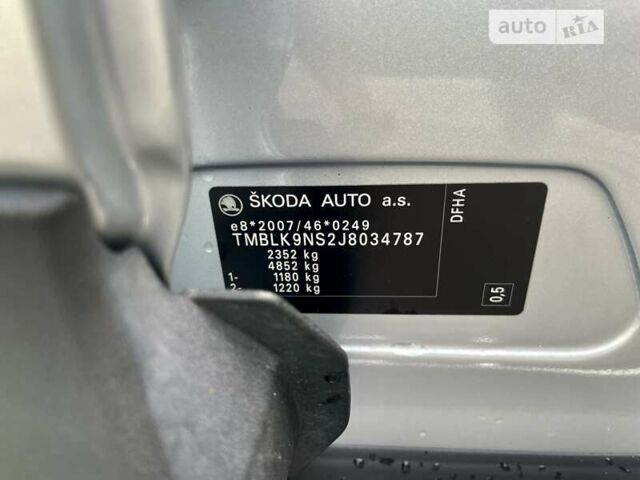 auto RIA
ŠKODA AUTO a.s.
e8*2007/46*0249
TMBLK9NS2J8034787
2352 kg
4852 kg
1- 1180 kg
2- 1220 kg
DFHA
0,5